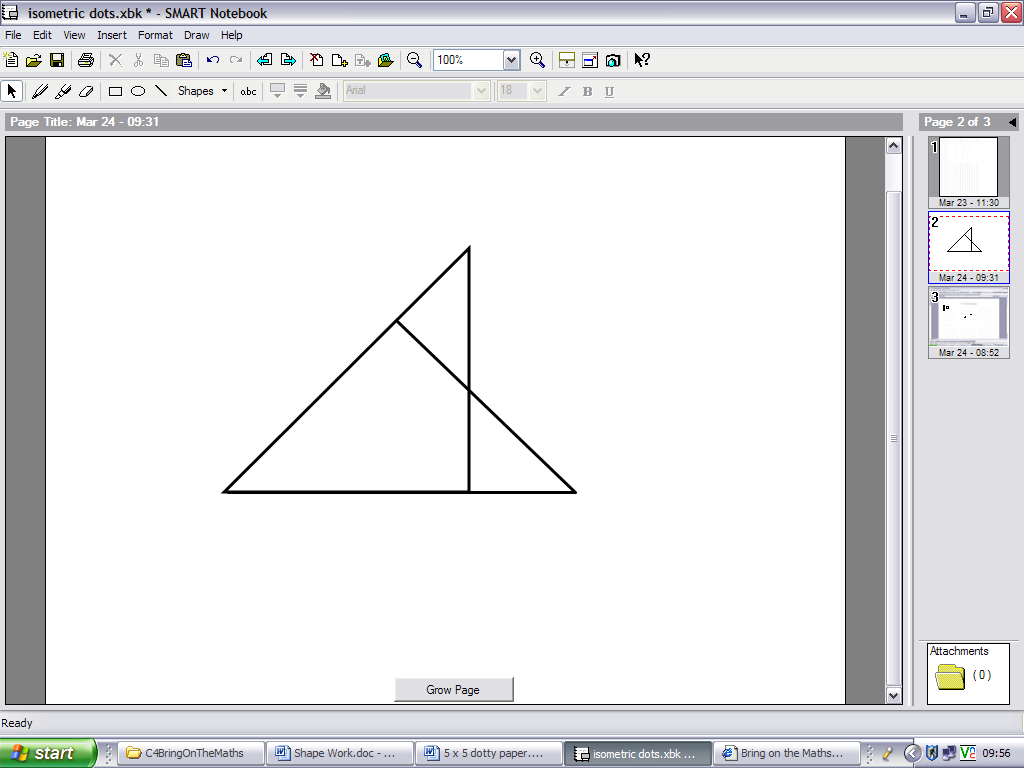 isometric dots.xbk * - SMART Notebook
File Edit View Insert Format Draw Help
100%
Shapes abc Arial 18 I B U
Page Title: Mar 24 - 09:31
Page 2 of 3
1
Mar 23 - 11:30
2
Mar 24 - 09:31
3
Mar 24 - 08:52
Attachments
( 0 )
Grow Page
Ready
start C4BringOnTheMaths Shape Work.doc - ... 5 x 5 dotty paper.... isometric dots.xbk ... Bring on the Maths... 09:56